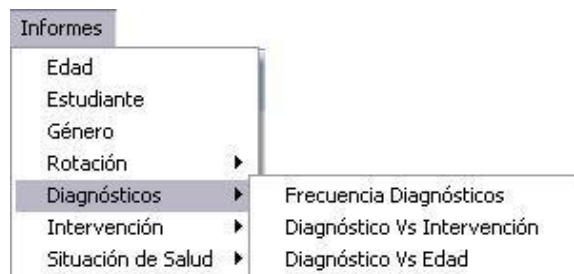 Informes
Edad
Estudiante
Género
Rotación
Diagnósticos
Intervención
Situación de Salud
Frecuencia Diagnósticos
Diagnóstico Vs Intervención
Diagnóstico Vs Edad